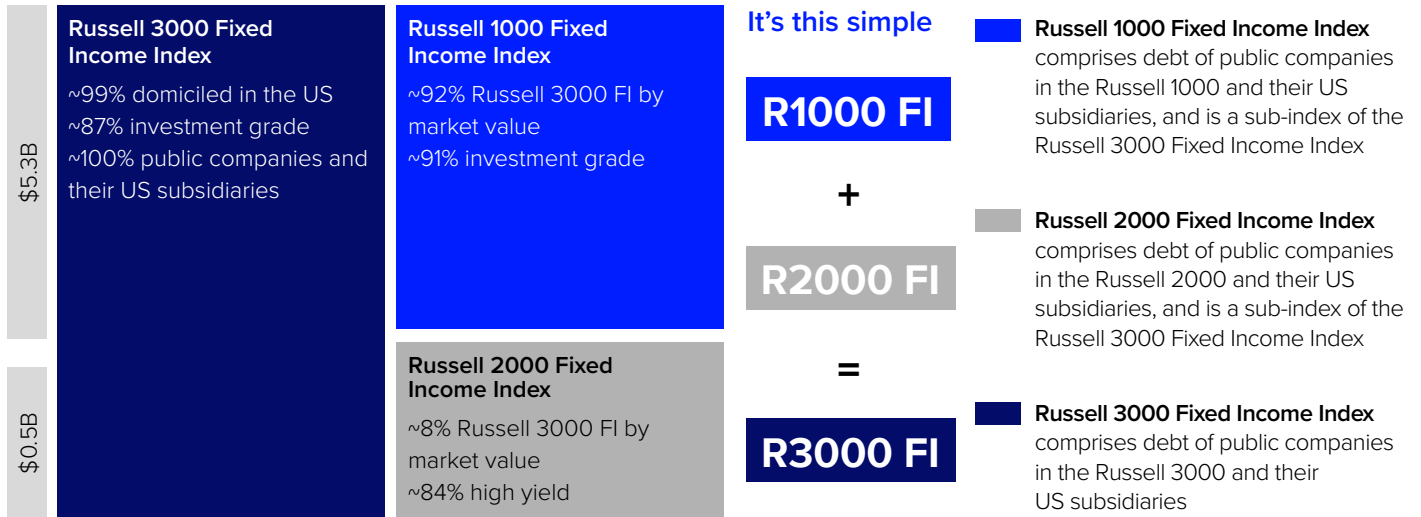 $5.3B
$0.5B
Russell 3000 Fixed
Income Index
~99% domiciled in the US
~87% investment grade
~100% public companies and
their US subsidiaries
Russell 1000 Fixed
Income Index
~92% Russell 3000 FI by
market value
~91% investment grade
Russell 2000 Fixed
Income Index
~8% Russell 3000 FI by
market value
~84% high yield
It's this simple
R1000 FI
+
R2000 FI
=
R3000 FI
Russell 1000 Fixed Income Index
comprises debt of public companies
in the Russell 1000 and their US
subsidiaries, and is a sub-index of the
Russell 3000 Fixed Income Index
Russell 2000 Fixed Income Index
comprises debt of public companies
in the Russell 2000 and their US
subsidiaries, and is a sub-index of the
Russell 3000 Fixed Income Index
Russell 3000 Fixed Income Index
comprises debt of public companies
in the Russell 3000 and their
US subsidiaries